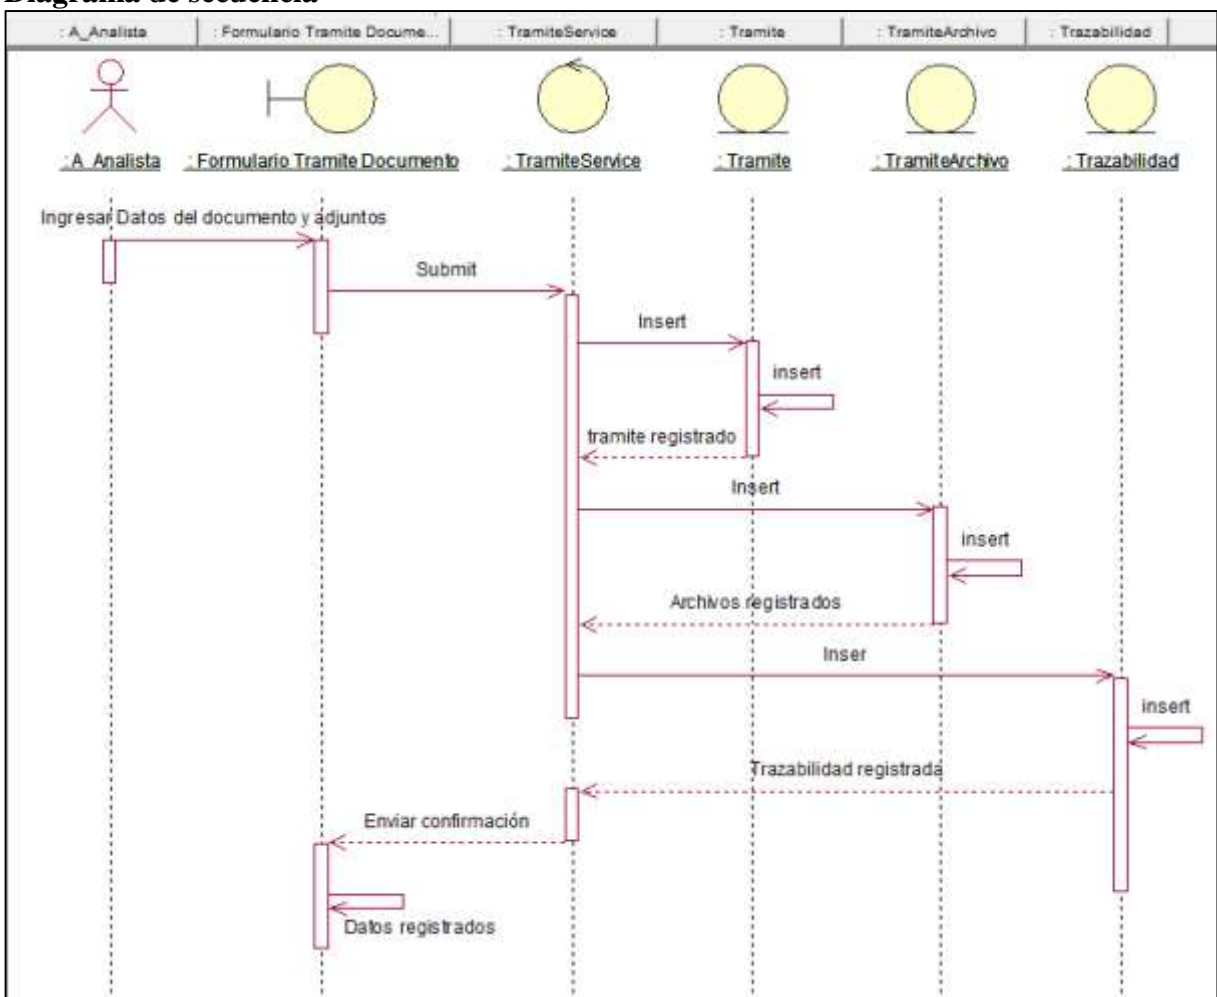 Diagrama de secuencia
: A_Analista
: Formulario Tramite Docume...
: TramiteService
: Tramite
: TramiteArchivo
: Trazabilidad
: A_Analista
: Formulario Tramite Documento
: TramiteService
: Tramite
: TramiteArchivo
: Trazabilidad
Ingresar Datos del documento y adjuntos
Submit
Insert
insert
tramite registrado
Insert
insert
Archivos registrados
Inser
insert
Trazabilidad registrada
Enviar confirmación
Datos registrados